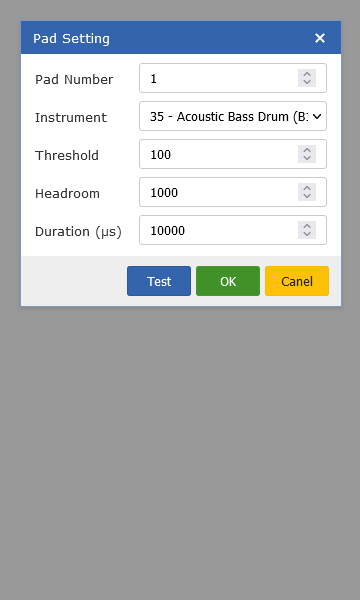 Pad Setting ×
Pad Number 1
Instrument 35 - Acoustic Bass Drum (B
Threshold 100
Headroom 1000
Duration (µs) 10000
Test OK Canel